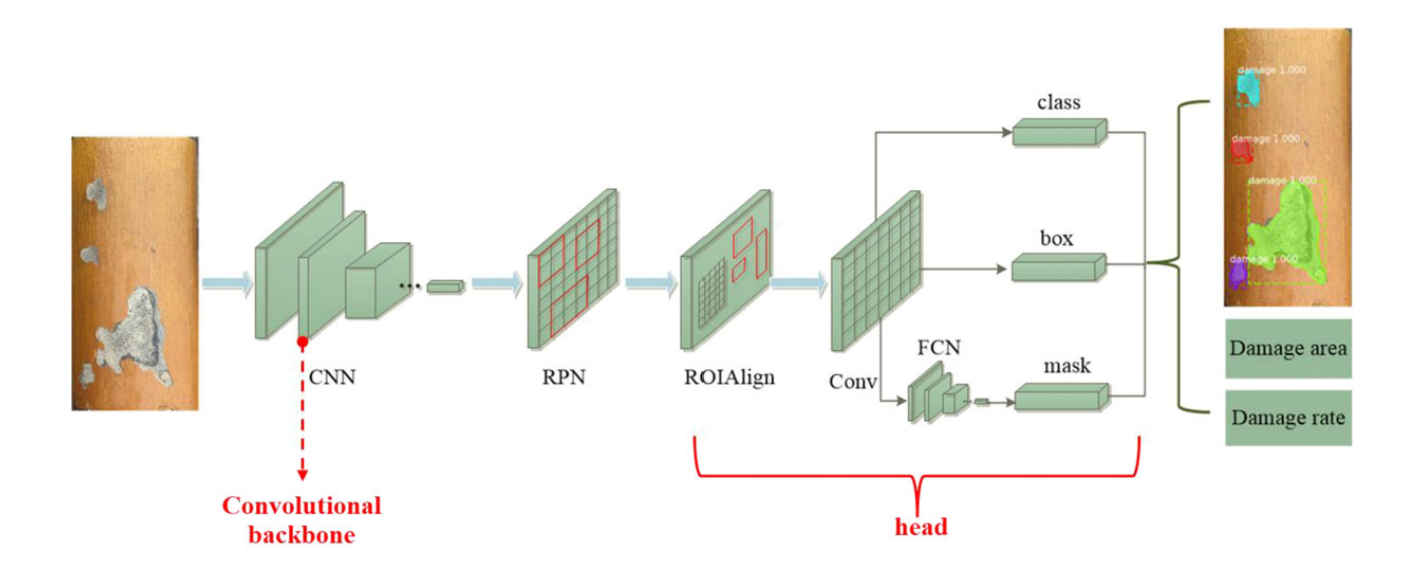 CNN
Convolutional
backbone
RPN
ROIAlign
Conv
FCN
class
box
mask
head
damage 1.000
damage 1.000
damage 1.000
damage 1.000
Damage area
Damage rate